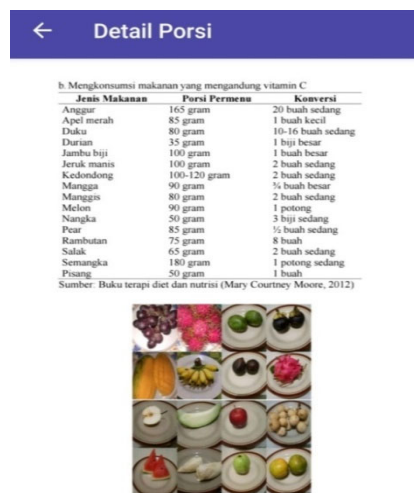 Detail Porsi
b. Mengkonsumsi makanan yang mengandung vitamin C
Jenis Makanan Porsi Permenu Konversi
Anggur 165 gram 20 buah sedang
Apel merah 85 gram 1 buah kecil
Duku 80 gram 10-16 buah sedang
Durian 35 gram 1 biji besar
Jambu biji 100 gram 1 buah besar
Jeruk manis 100 gram 2 buah sedang
Kedondong 100-120 gram 2 buah sedang
Mangga 90 gram ¾ buah besar
Manggis 80 gram 2 buah sedang
Melon 90 gram 1 potong
Nangka 50 gram 3 biji sedang
Pear 85 gram ½ buah sedang
Rambutan 75 gram 8 buah
Salak 65 gram 2 buah sedang
Semangka 180 gram 1 potong sedang
Pisang 50 gram 1 buah
Sumber: Buku terapi diet dan nutrisi (Mary Courtney Moore, 2012)